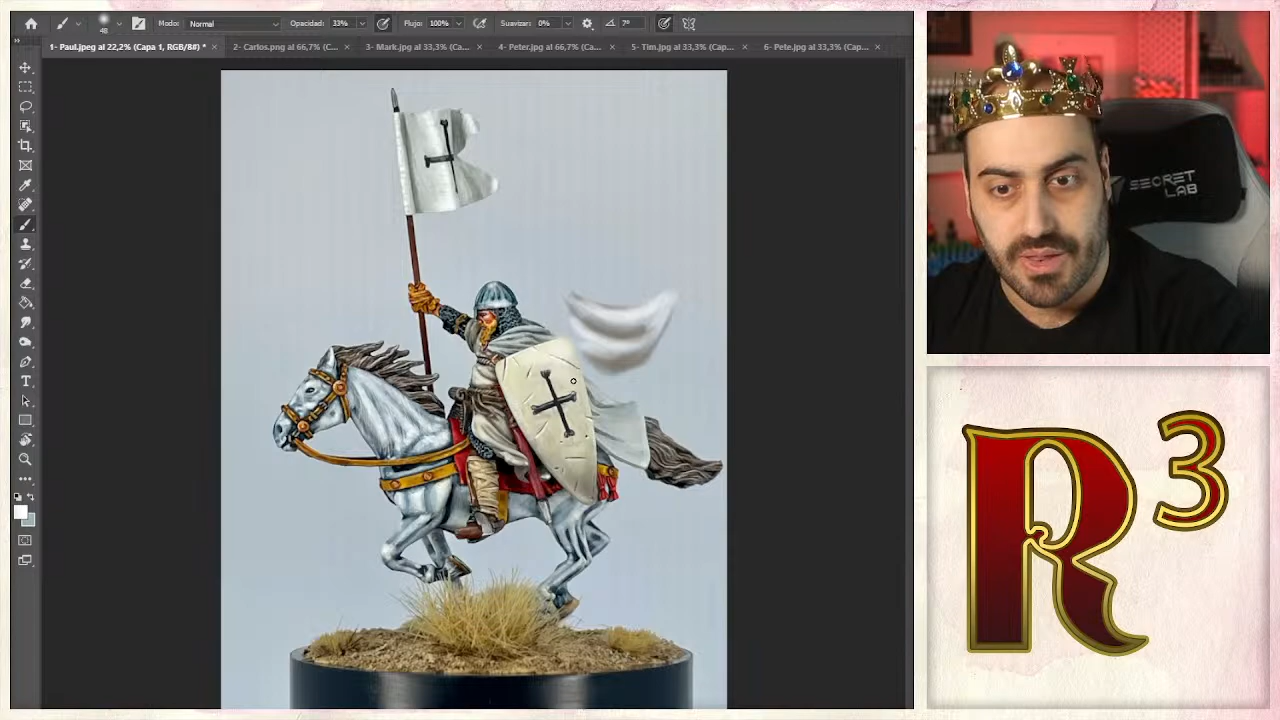 Modo: Normal Opacidad: 33% Flujo: 100% Suavizar: 0% 7°
48
1- Paul.jpeg al 22,2% (Capa 1, RGB/8#) * 2- Carlos.png al 66,7% (C... 3- Mark.jpg al 33,3% (Ca... 4- Peter.jpg al 66,7% (C... 5- Tim.jpg al 33,3% (Cap... 6- Pete.jpg al 33,3% (Cap...
SECRET
LAB
R3